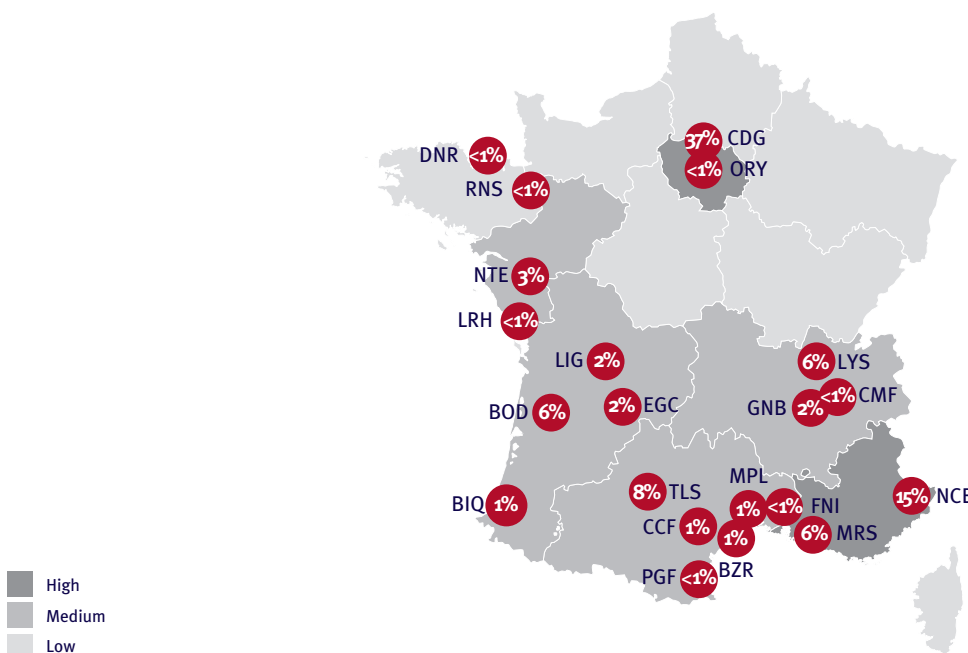 37% CDG
DNR <1%
<1% ORY
RNS <1%
NTE 3%
LRH <1%
LIG 2%
6% LYS
<1% CMF
2% EGC
GNB 2%
BOD 6%
MPL
1%
8% TLS
15% NCE
BIQ 1%
<1% FNI
CCF 1%
6% MRS
1%
BZR
PGF <1%
High
Medium
Low